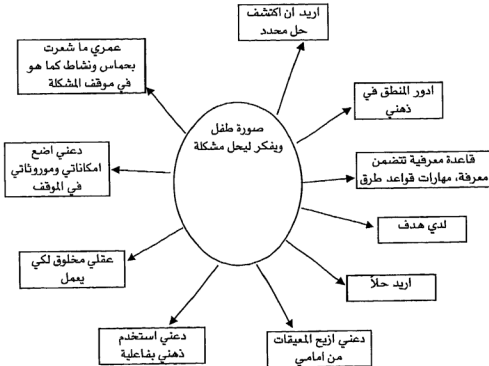 اريد ان اكتشف
حل محدد
عمري ما شعرت
بحماس ونشاط كما هو
في موقف المشكلة
ادور المنطق في
ذهني
صورة طفل
ويفكر ليحل مشكلة
قاعدة معرفية تتضمن
معرفة، مهارات قواعد طرق
دعني اضع
امكاناتي وموروثاتي
في الموقف
لدي هدف
عقلي مخلوق لكي
يعمل
اريد حلاً
دعني استخدم
ذهني بفاعلية
دعني ازيح المعيقات
من امامي